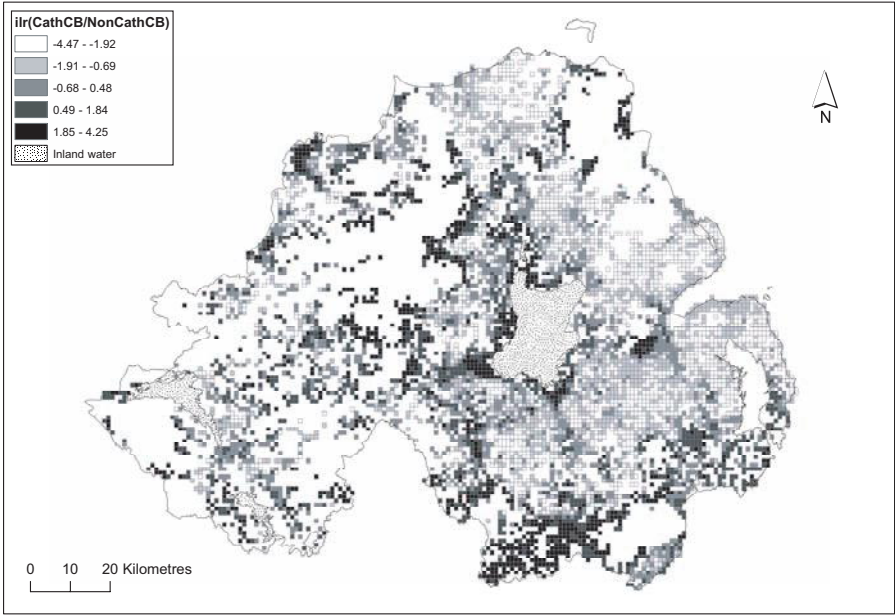 ilr(CathCB/NonCathCB)
-4.47 - -1.92
-1.91 - -0.69
-0.68 - 0.48
0.49 - 1.84
1.85 - 4.25
Inland water
N
0 10 20 Kilometres